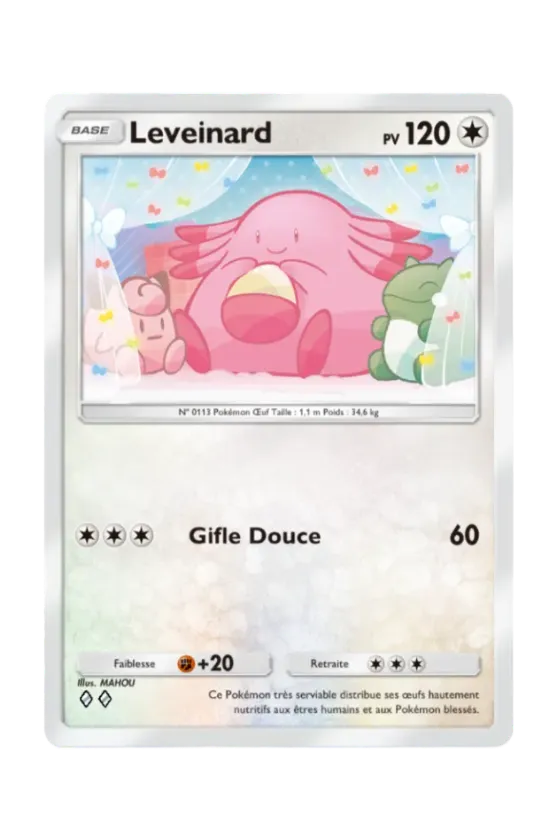 BASE Leveinard PV 120
N° 0113 Pokémon Œuf Taille : 1,1 m Poids : 34,6 kg
Gifle Douce 60
Faiblesse +20 Retraite
Illus. MAHOU
Ce Pokémon très serviable distribue ses œufs hautement
nutritifs aux êtres humains et aux Pokémon blessés.